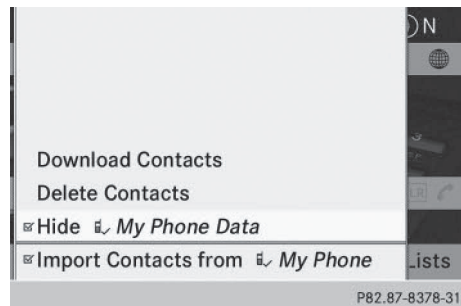 N
Download Contacts
Delete Contacts
Hide My Phone Data
Import Contacts from My Phone
Lists
P82.87-8378-31